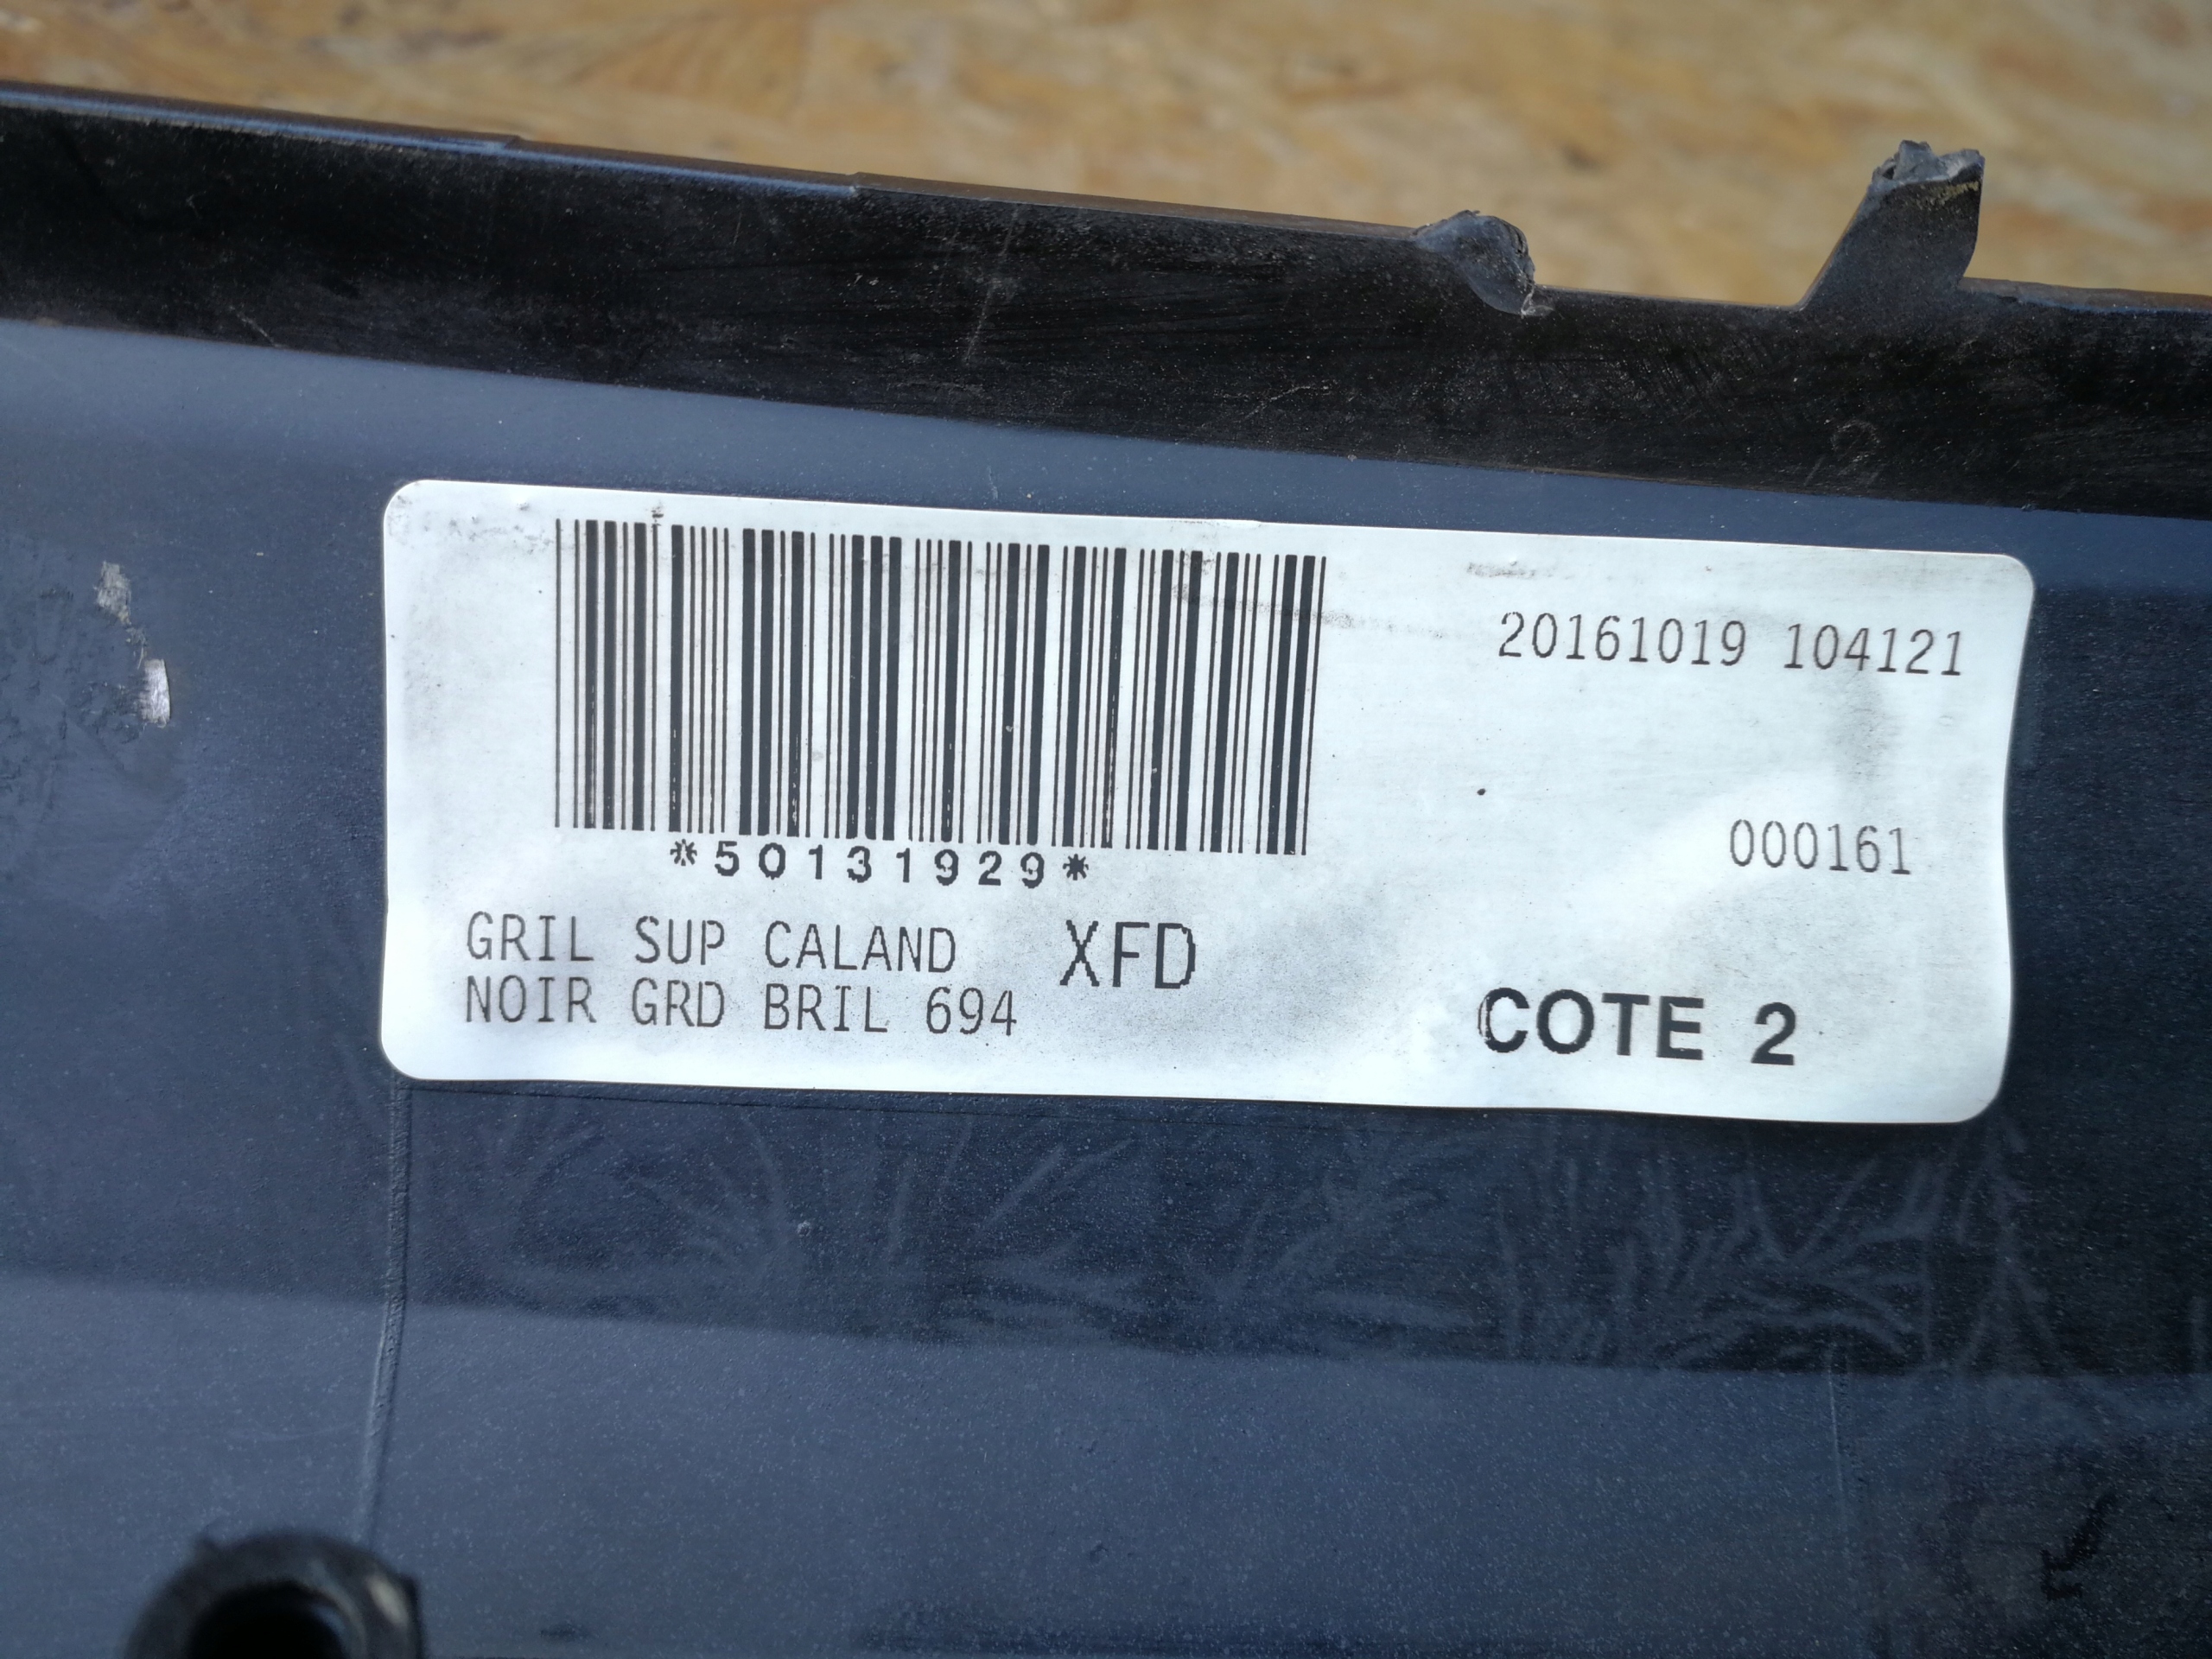 20161019 104121
*50131929*
000161
GRIL SUP CALAND XFD
NOIR GRD BRIL 694
COTE 2